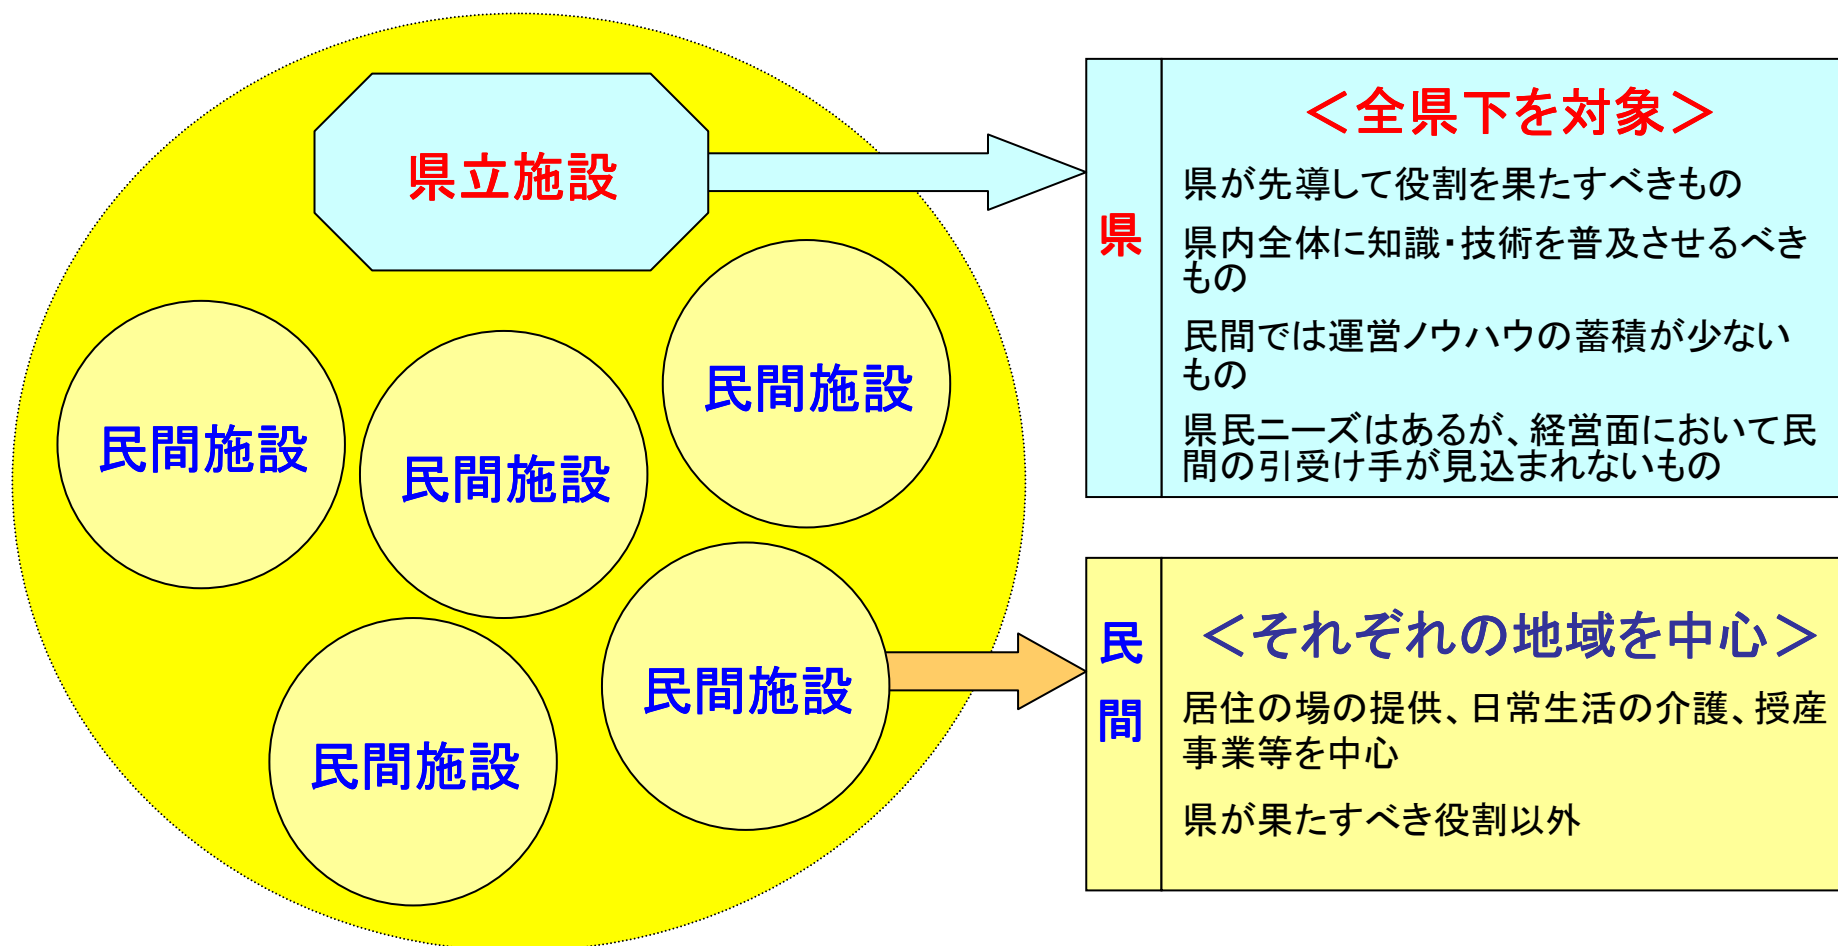 県立施設
民間施設
民間施設
民間施設
民間施設
民間施設
県
＜全県下を対象＞
県が先導して役割を果たすべきもの
県内全体に知識・技術を普及させるべき
もの
民間では運営ノウハウの蓄積が少ない
もの
県民ニーズはあるが、経営面において民
間の引受け手が見込まれないもの
民
間
＜それぞれの地域を中心＞
居住の場の提供、日常生活の介護、授産
事業等を中心
県が果たすべき役割以外